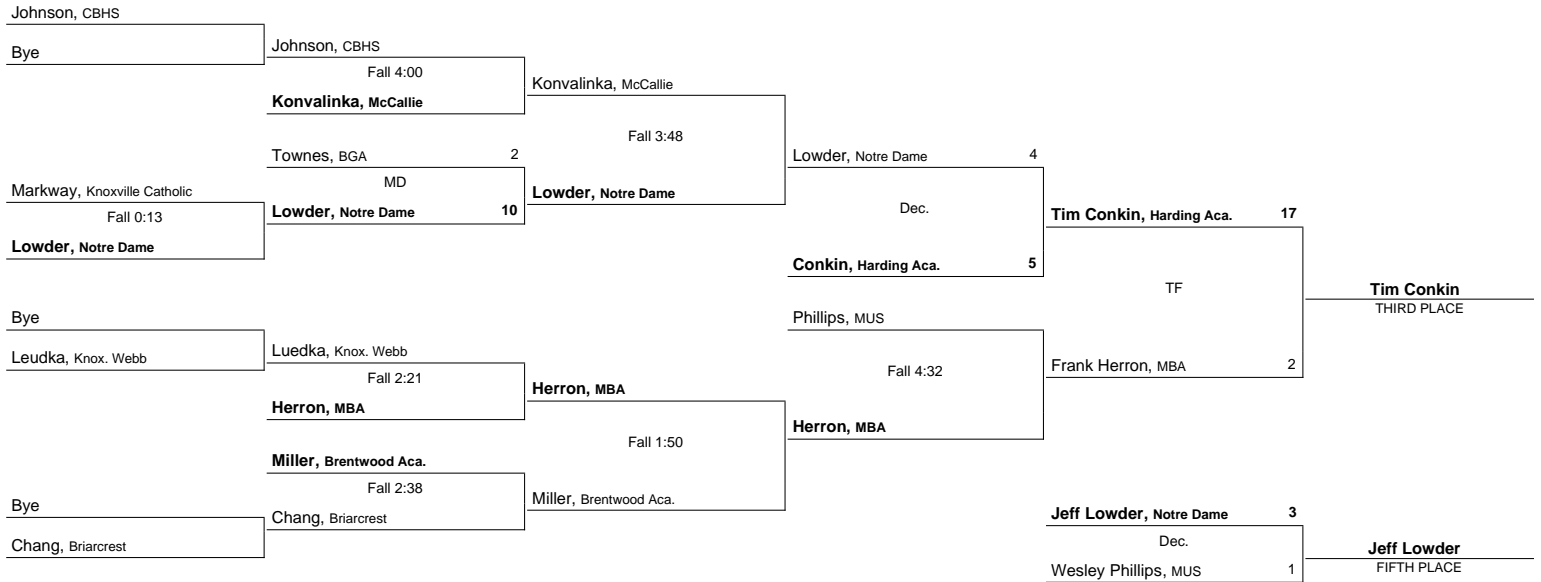 Johnson, CBHS
Bye
Johnson, CBHS
Fall 4:00
Konvalinka, McCallie
Konvalinka, McCallie
Fall 3:48
Townes, BGA 2
MD
Lowder, Notre Dame 10
Lowder, Notre Dame
Markway, Knoxville Catholic
Fall 0:13
Lowder, Notre Dame
Lowder, Notre Dame 4
Dec.
Conkin, Harding Aca. 5
Tim Conkin, Harding Aca. 17
TF
Frank Herron, MBA 2
Tim Conkin
THIRD PLACE
Bye
Leudka, Knox. Webb
Luedka, Knox. Webb
Fall 2:21
Herron, MBA
Herron, MBA
Fall 1:50
Miller, Brentwood Aca.
Miller, Brentwood Aca.
Fall 2:38
Chang, Briarcrest
Bye
Chang, Briarcrest
Phillips, MUS
Fall 4:32
Herron, MBA
Jeff Lowder, Notre Dame 3
Dec.
Wesley Phillips, MUS 1
Jeff Lowder
FIFTH PLACE